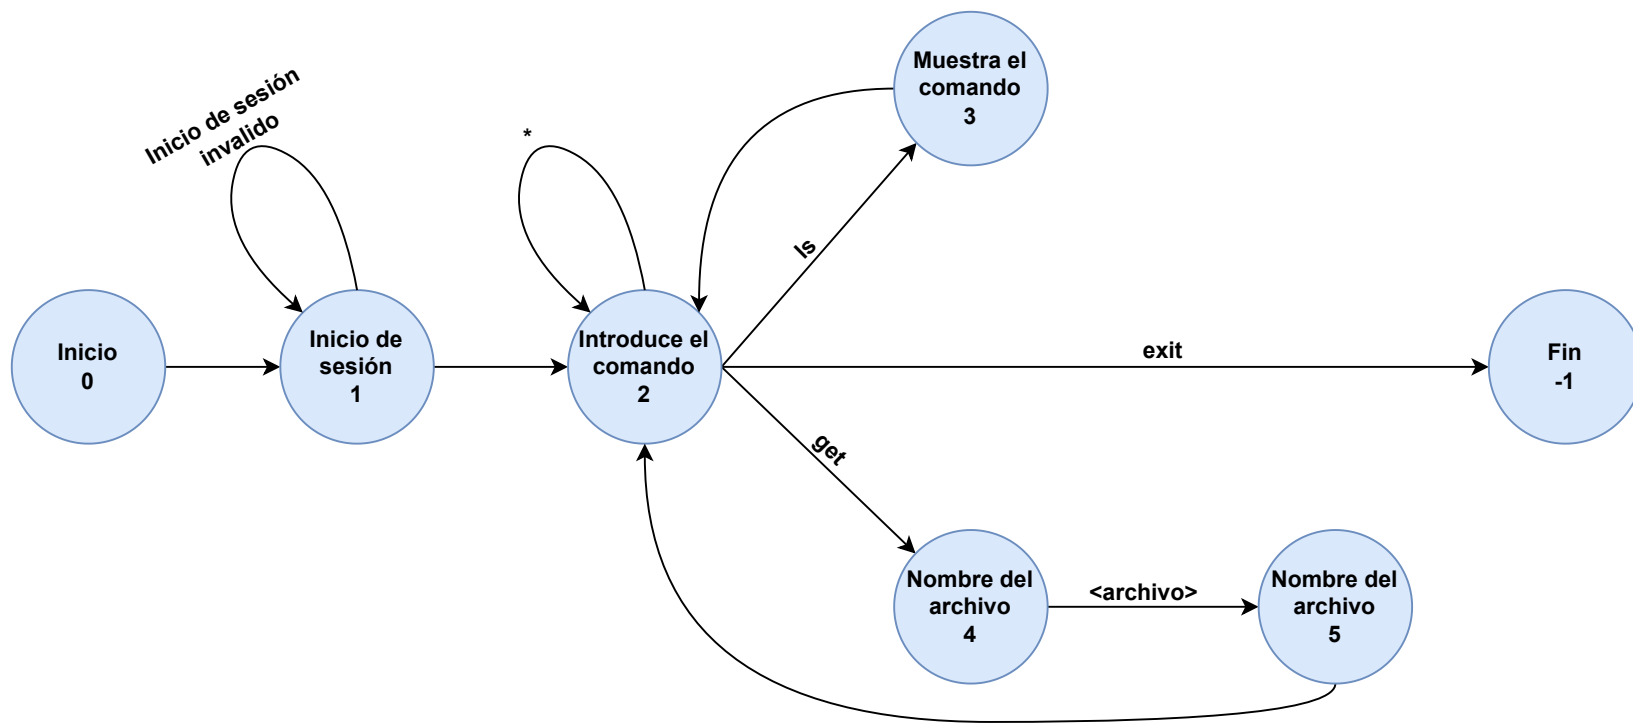 Muestra el
comando
3
Inicio de sesión
invalido
*
ls
Inicio
0
Inicio de
sesión
1
Introduce el
comando
2
exit
Fin
-1
get
Nombre del
archivo
4
<archivo>
Nombre del
archivo
5